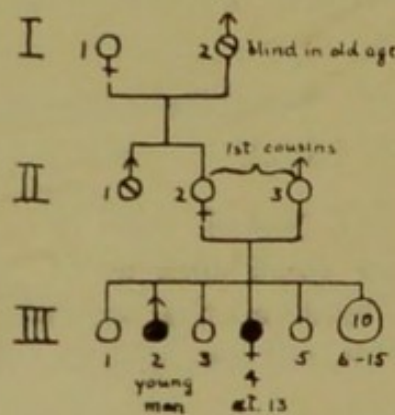 I 1 2 blind in old age
1st cousins
II 1 2 3
10
III 1 2 3 4 5 6-15
young æt. 13
man